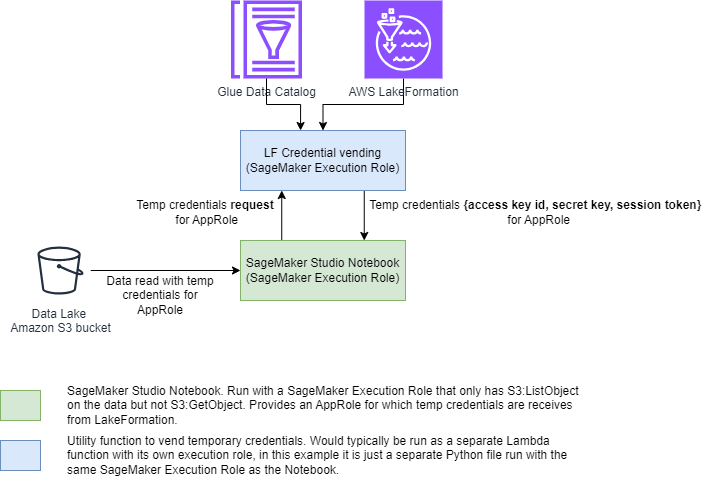 Glue Data Catalog
AWS LakeFormation
LF Credential vending
(SageMaker Execution Role)
Temp credentials request
for AppRole
Temp credentials {access key id, secret key, session token}
for AppRole
SageMaker Studio Notebook
(SageMaker Execution Role)
Data read with temp
credentials for
AppRole
Data Lake
Amazon S3 bucket
SageMaker Studio Notebook. Run with a SageMaker Execution Role that only has S3:ListObject
on the data but not S3:GetObject. Provides an AppRole for which temp credentials are receives
from LakeFormation.
Utility function to vend temporary credentials. Would typically be run as a separate Lambda
function with its own execution role, in this example it is just a separate Python file run with the
same SageMaker Execution Role as the Notebook.